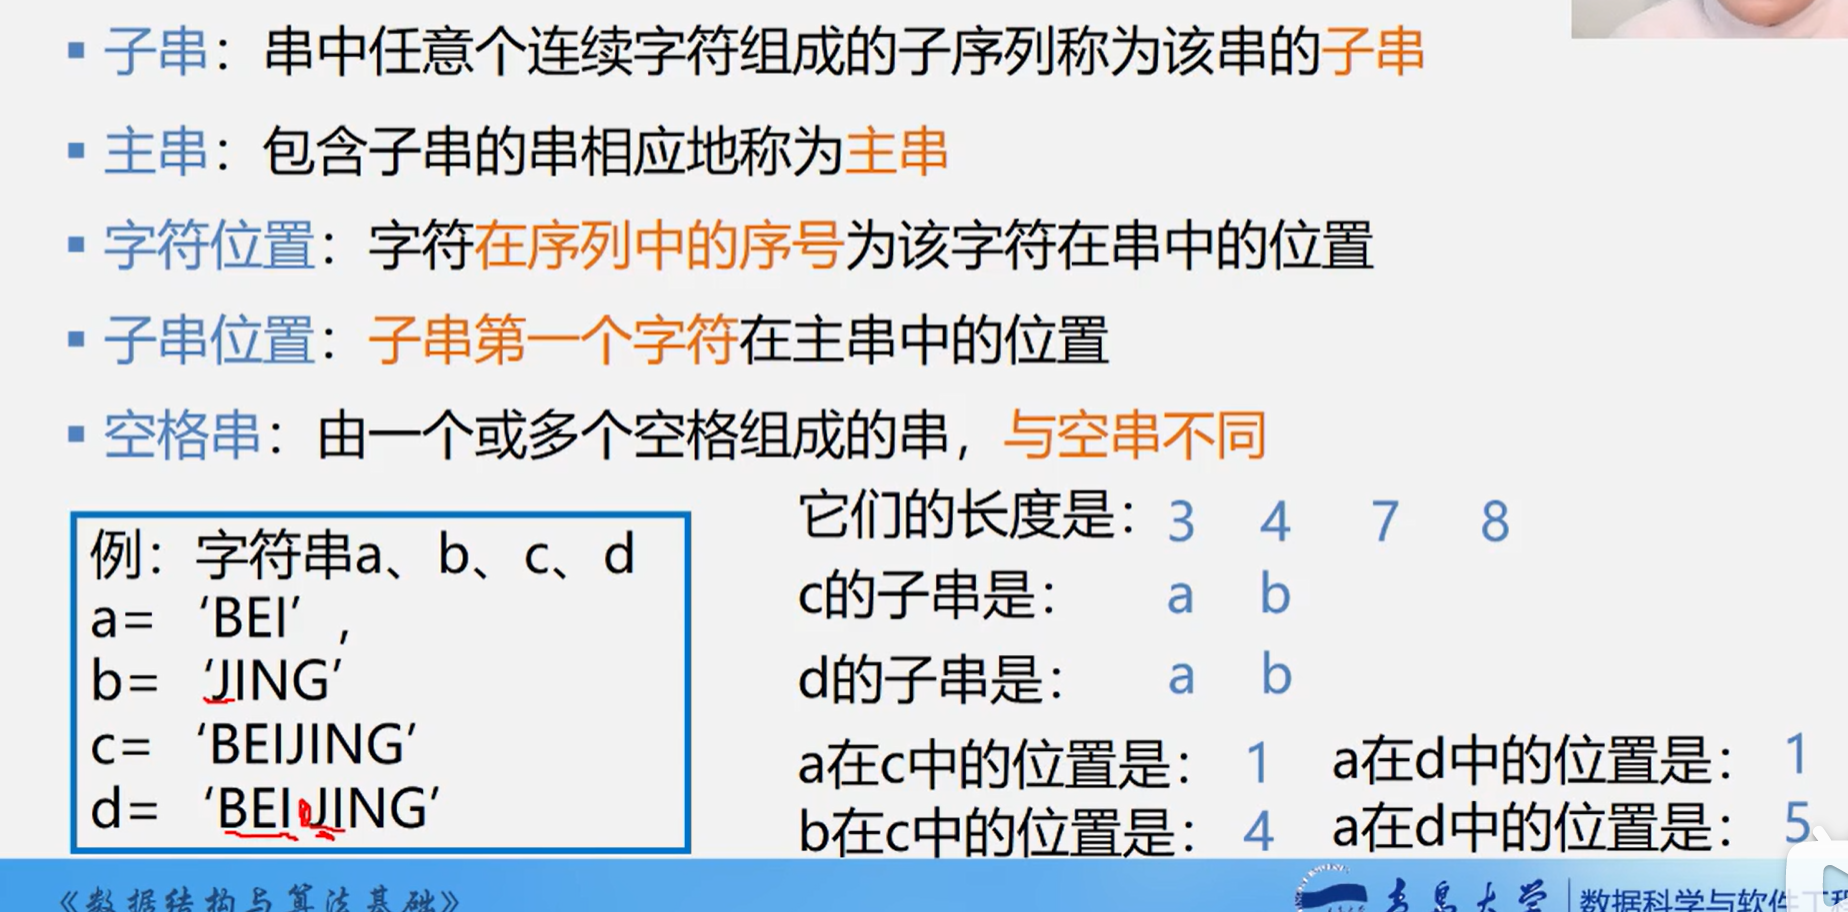 ▪ 子串：串中任意个连续字符组成的子序列称为该串的子串
▪ 主串：包含子串的串相应地称为主串
▪ 字符位置：字符在序列中的序号为该字符在串中的位置
▪ 子串位置：子串第一个字符在主串中的位置
▪ 空格串：由一个或多个空格组成的串，与空串不同
例：字符串a、b、c、d
a= ‘BEI’，
b= ‘JING’
c= ‘BEIJING’
d= ‘BEI JING’
它们的长度是：3 4 7 8
c的子串是： a b
d的子串是： a b
a在c中的位置是： 1 a在d中的位置是： 1
b在c中的位置是： 4 a在d中的位置是： 5
《数据结构与算法基础》
青岛大学 数据科学与软件工程